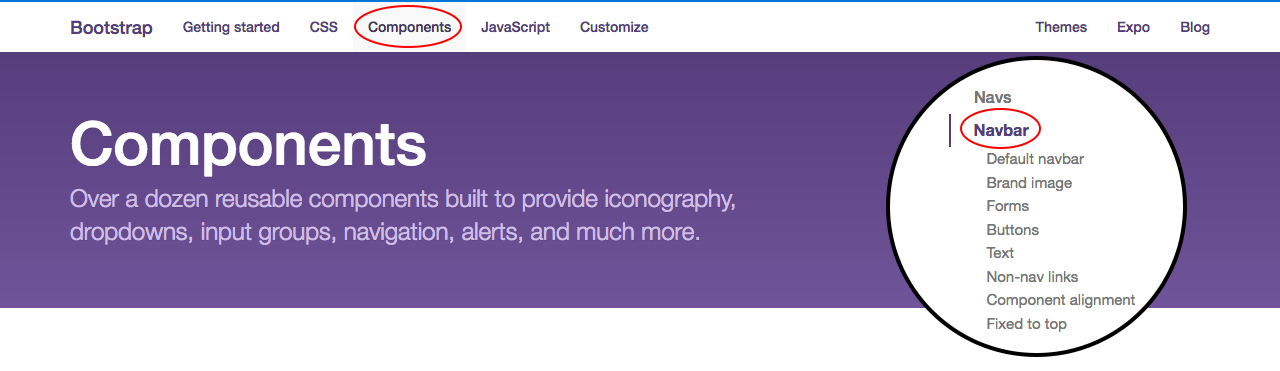 Bootstrap Getting started CSS Components JavaScript Customize Themes Expo Blog
Components
Over a dozen reusable components built to provide iconography,
dropdowns, input groups, navigation, alerts, and much more.
Navs
Navbar
Default navbar
Brand image
Forms
Buttons
Text
Non-nav links
Component alignment
Fixed to top